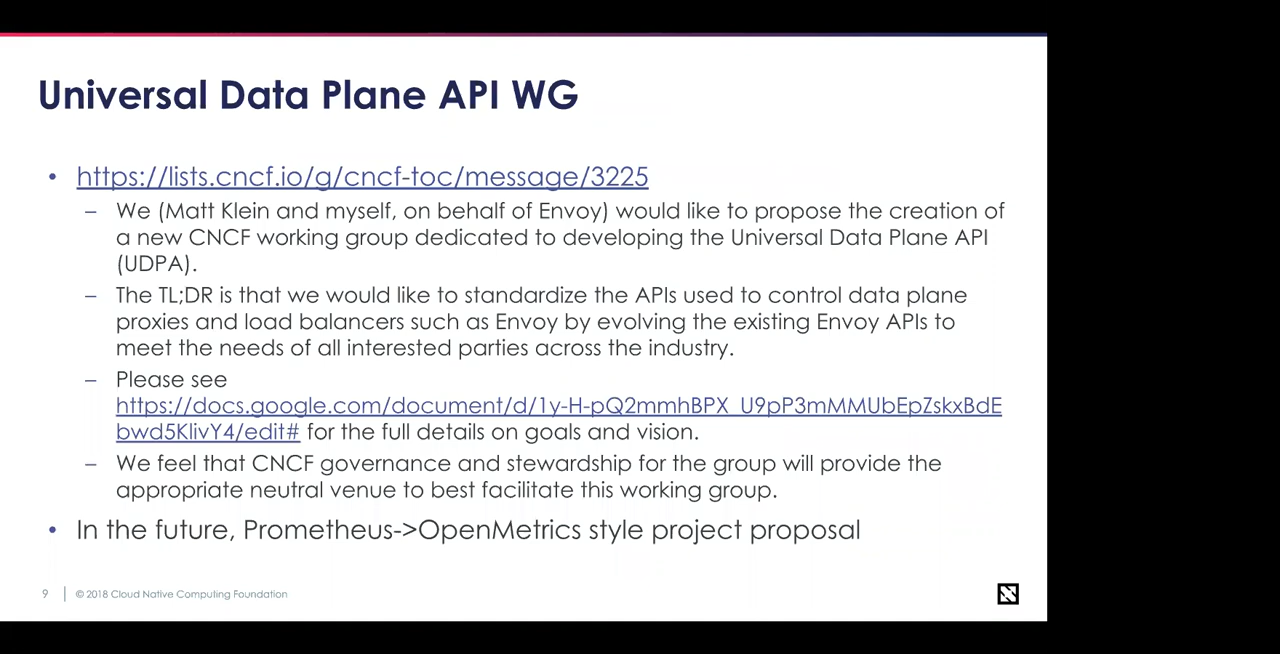 Universal Data Plane API WG
• https://lists.cncf.io/g/cncf-toc/message/3225
– We (Matt Klein and myself, on behalf of Envoy) would like to propose the creation of
a new CNCF working group dedicated to developing the Universal Data Plane API
(UDPA).
– The TL;DR is that we would like to standardize the APIs used to control data plane
proxies and load balancers such as Envoy by evolving the existing Envoy APIs to
meet the needs of all interested parties across the industry.
– Please see
https://docs.google.com/document/d/1y-H-pQ2mmhBPX_U9pP3mMMUbEpZskxBdE
bwd5KlivY4/edit# for the full details on goals and vision.
– We feel that CNCF governance and stewardship for the group will provide the
appropriate neutral venue to best facilitate this working group.
• In the future, Prometheus->OpenMetrics style project proposal
9 | © 2018 Cloud Native Computing Foundation